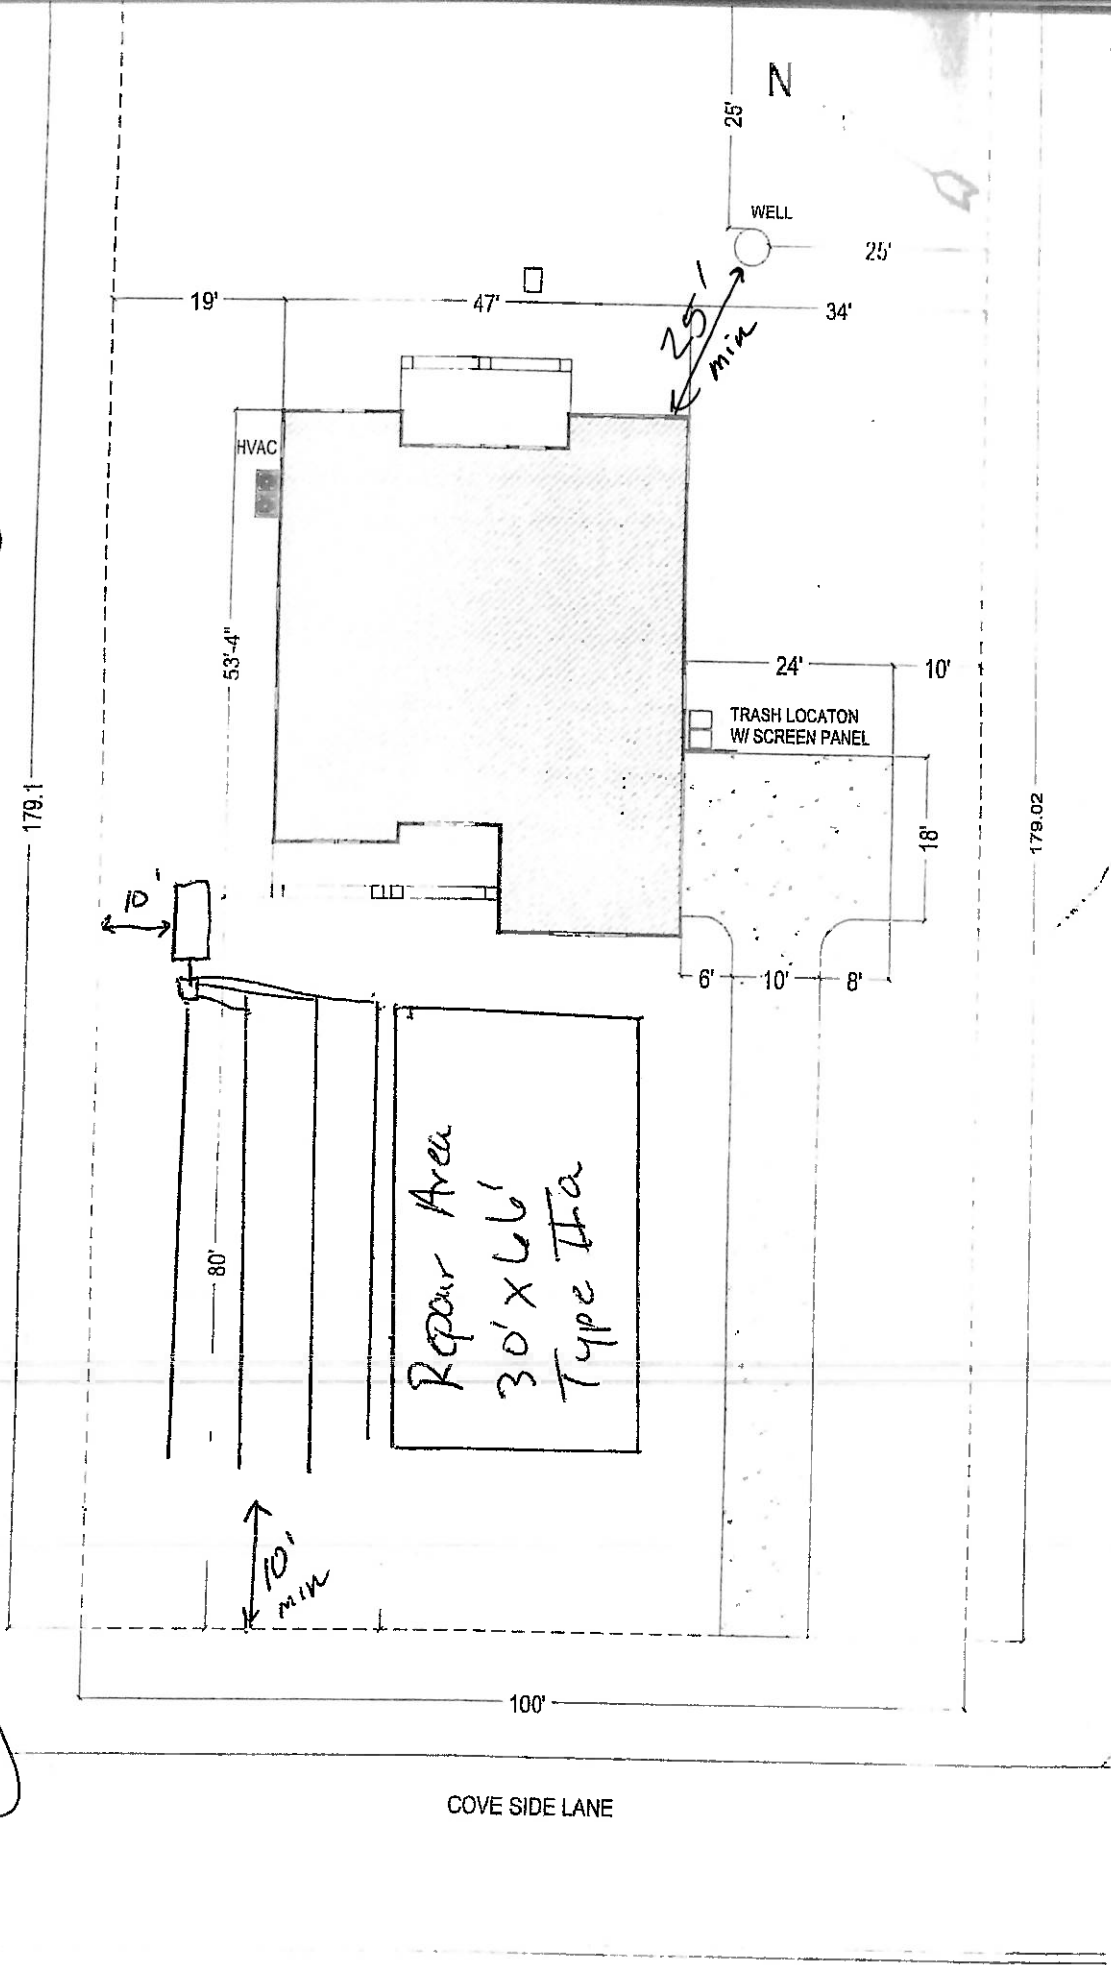 N
25'
WELL
25'
19'
47'
34'
25'
min
HVAC
53'-4"
24'
10'
TRASH LOCATON
W/ SCREEN PANEL
179.1
179.02
18'
10'
6'
10'
8'
Repair Area
30' x 66'
Type IIa
80'
10'
min
100'
COVE SIDE LANE